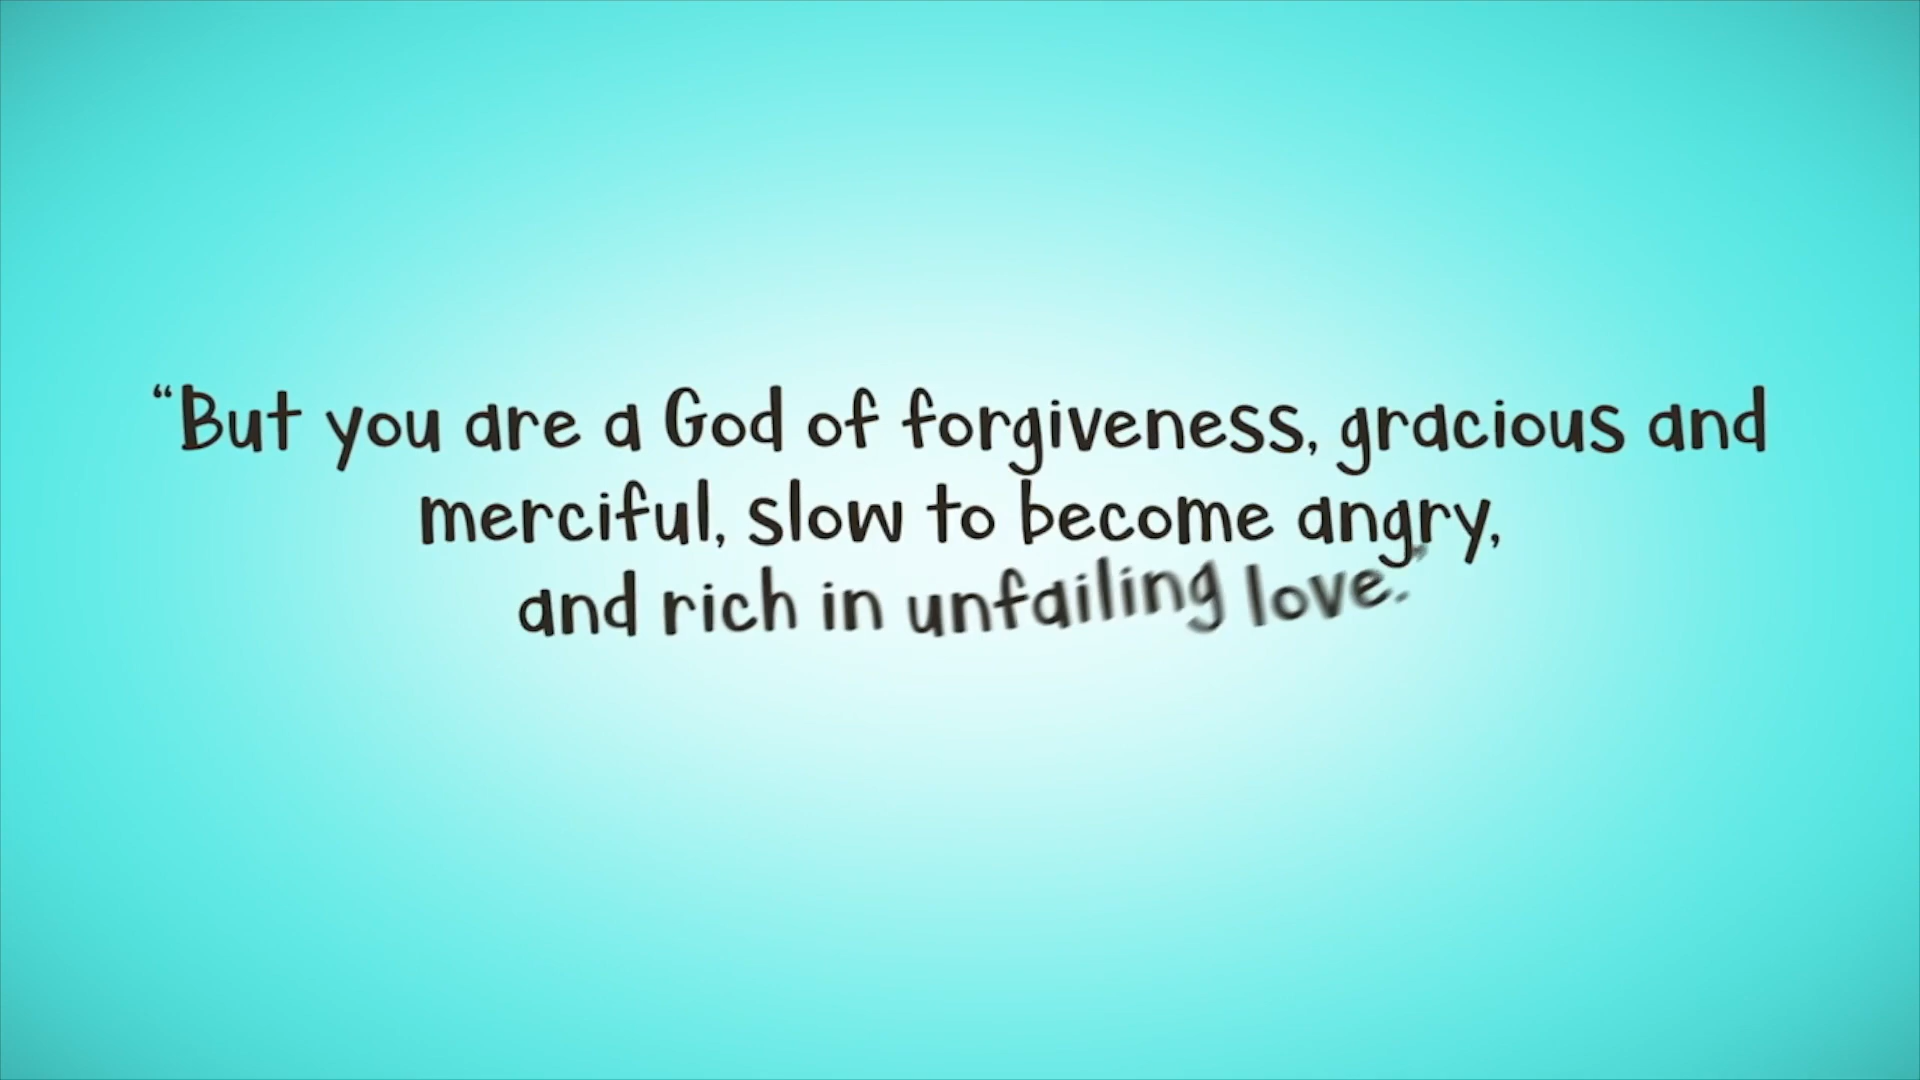 “But you are a God of forgiveness, gracious and
merciful, slow to become angry,
and rich in unfailing love.”